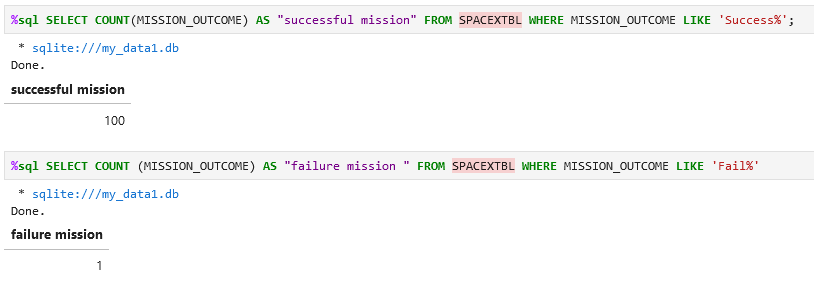 %sql SELECT COUNT(MISSION_OUTCOME) AS "successful mission" FROM SPACEXTBL WHERE MISSION_OUTCOME LIKE 'Success%';
* sqlite:///my_data1.db
Done.
successful mission
100
%sql SELECT COUNT (MISSION_OUTCOME) AS "failure mission " FROM SPACEXTBL WHERE MISSION_OUTCOME LIKE 'Fail%'
* sqlite:///my_data1.db
Done.
failure mission
1